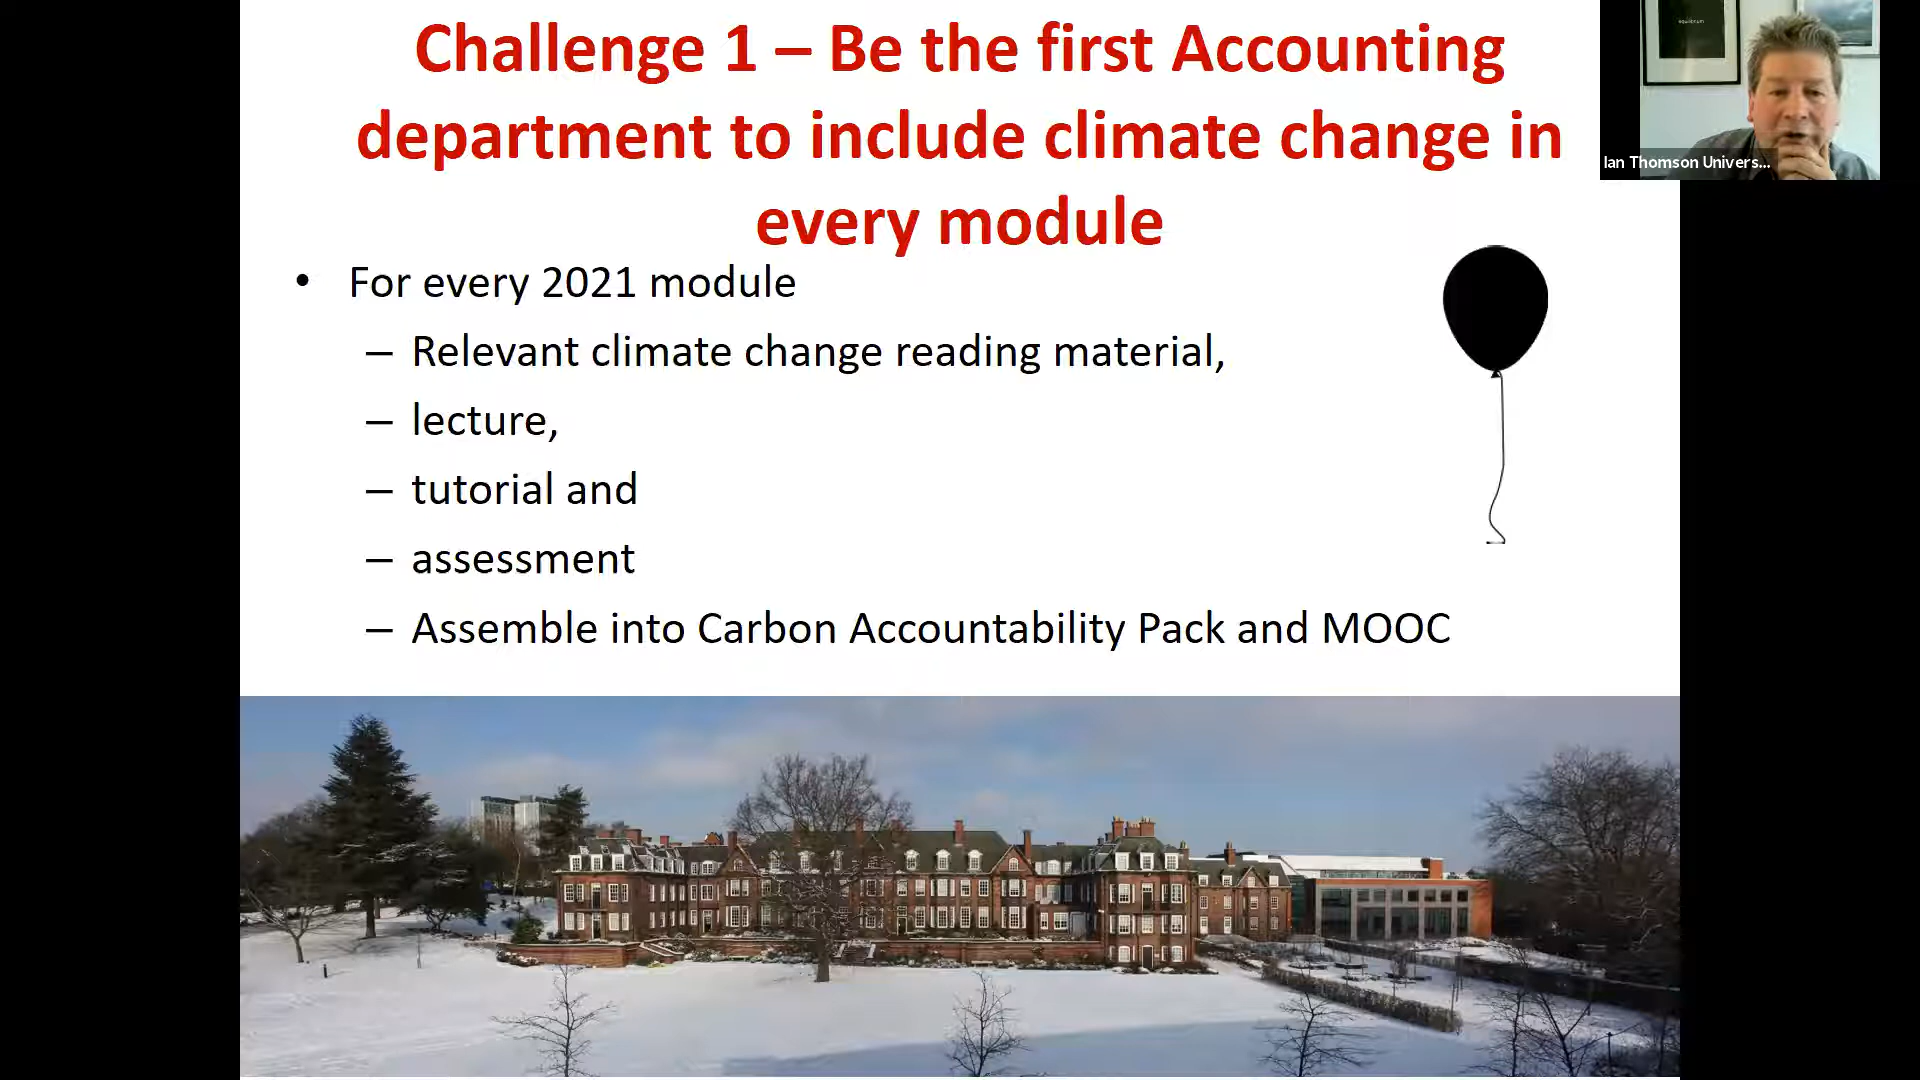 Challenge 1 – Be the first Accounting
department to include climate change in
every module
• For every 2021 module
– Relevant climate change reading material,
– lecture,
– tutorial and
– assessment
– Assemble into Carbon Accountability Pack and MOOC
equilibrium
Ian Thomson Univers...